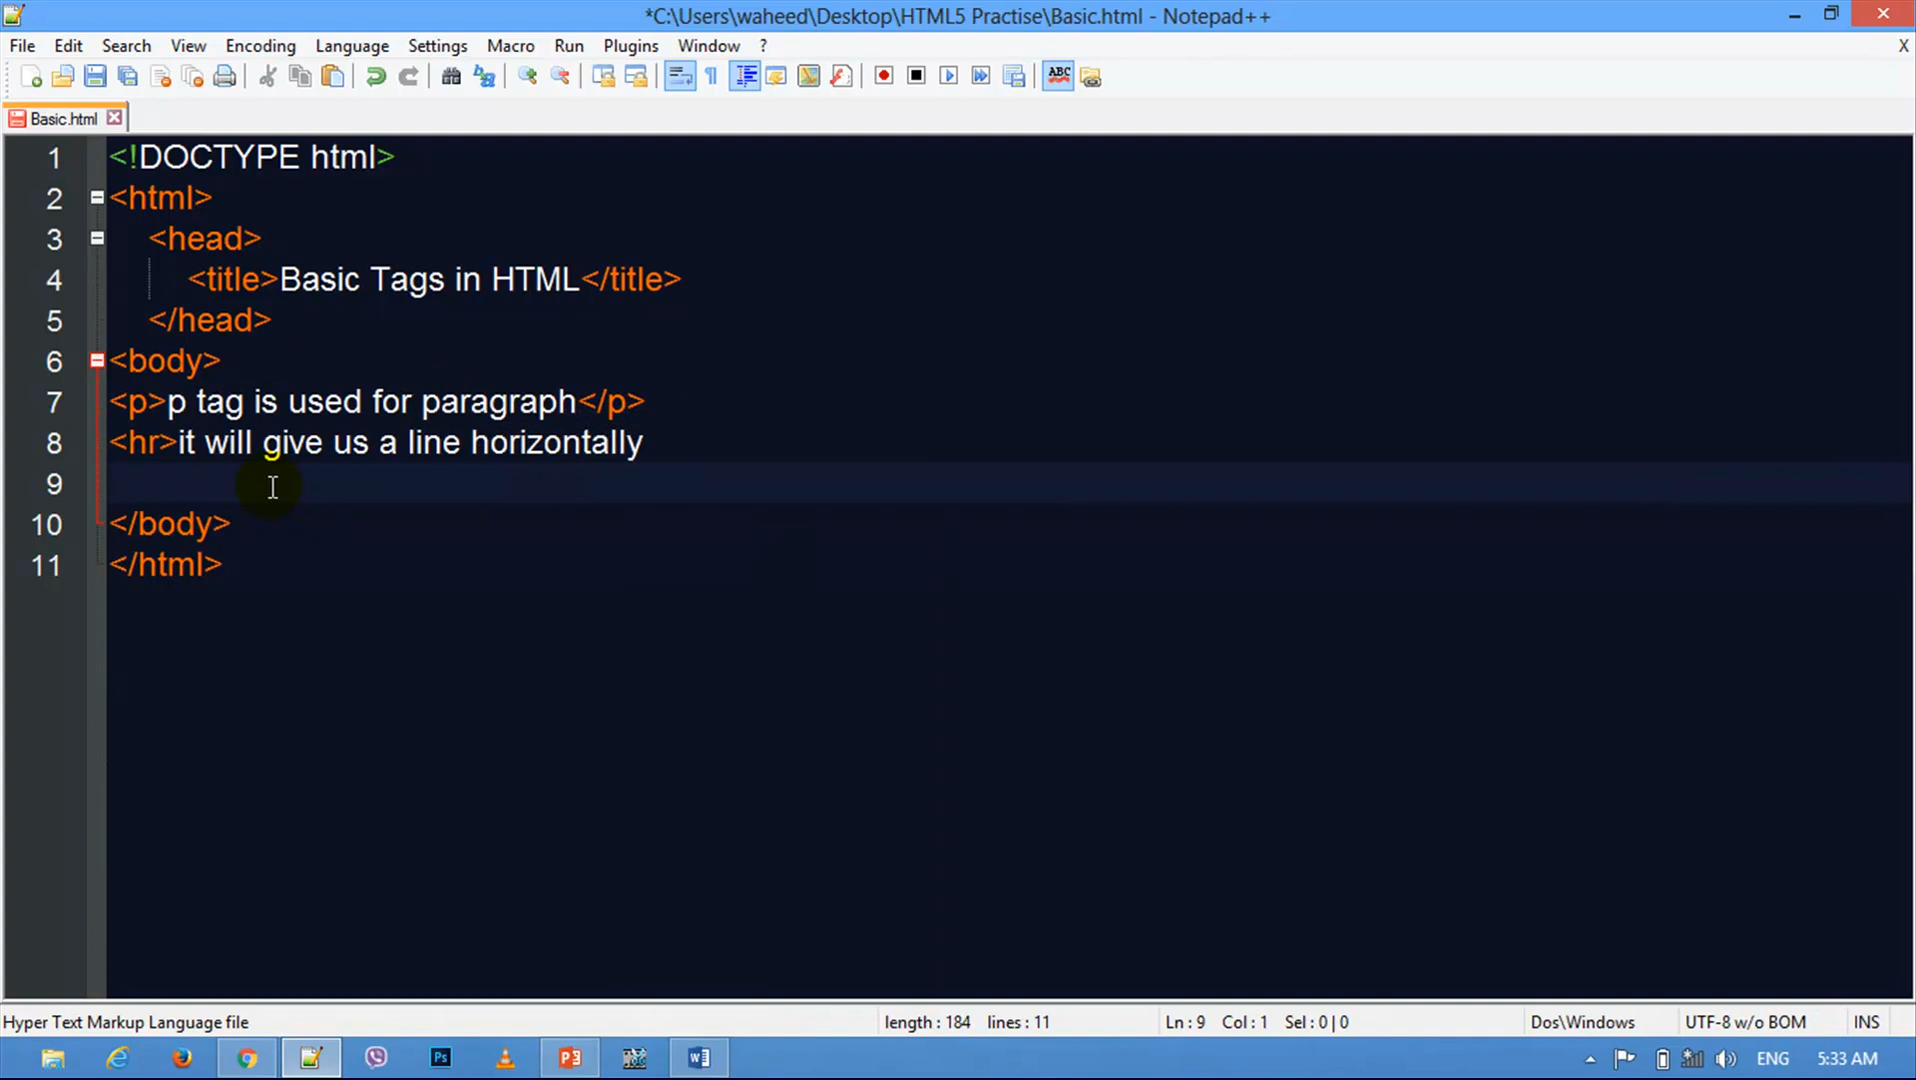 *C:\Users\waheed\Desktop\HTML5 Practise\Basic.html - Notepad++
File Edit Search View Encoding Language Settings Macro Run Plugins Window ? X
ABC
Basic.html
1 <!DOCTYPE html>
2 <html>
3 <head>
4 <title>Basic Tags in HTML</title>
5 </head>
6 <body>
7 <p>p tag is used for paragraph</p>
8 <hr>it will give us a line horizontally
9
10 </body>
11 </html>
Hyper Text Markup Language file length : 184 lines : 11 Ln : 9 Col : 1 Sel : 0 | 0 Dos\Windows UTF-8 w/o BOM INS
Ps ENG 5:33 AM